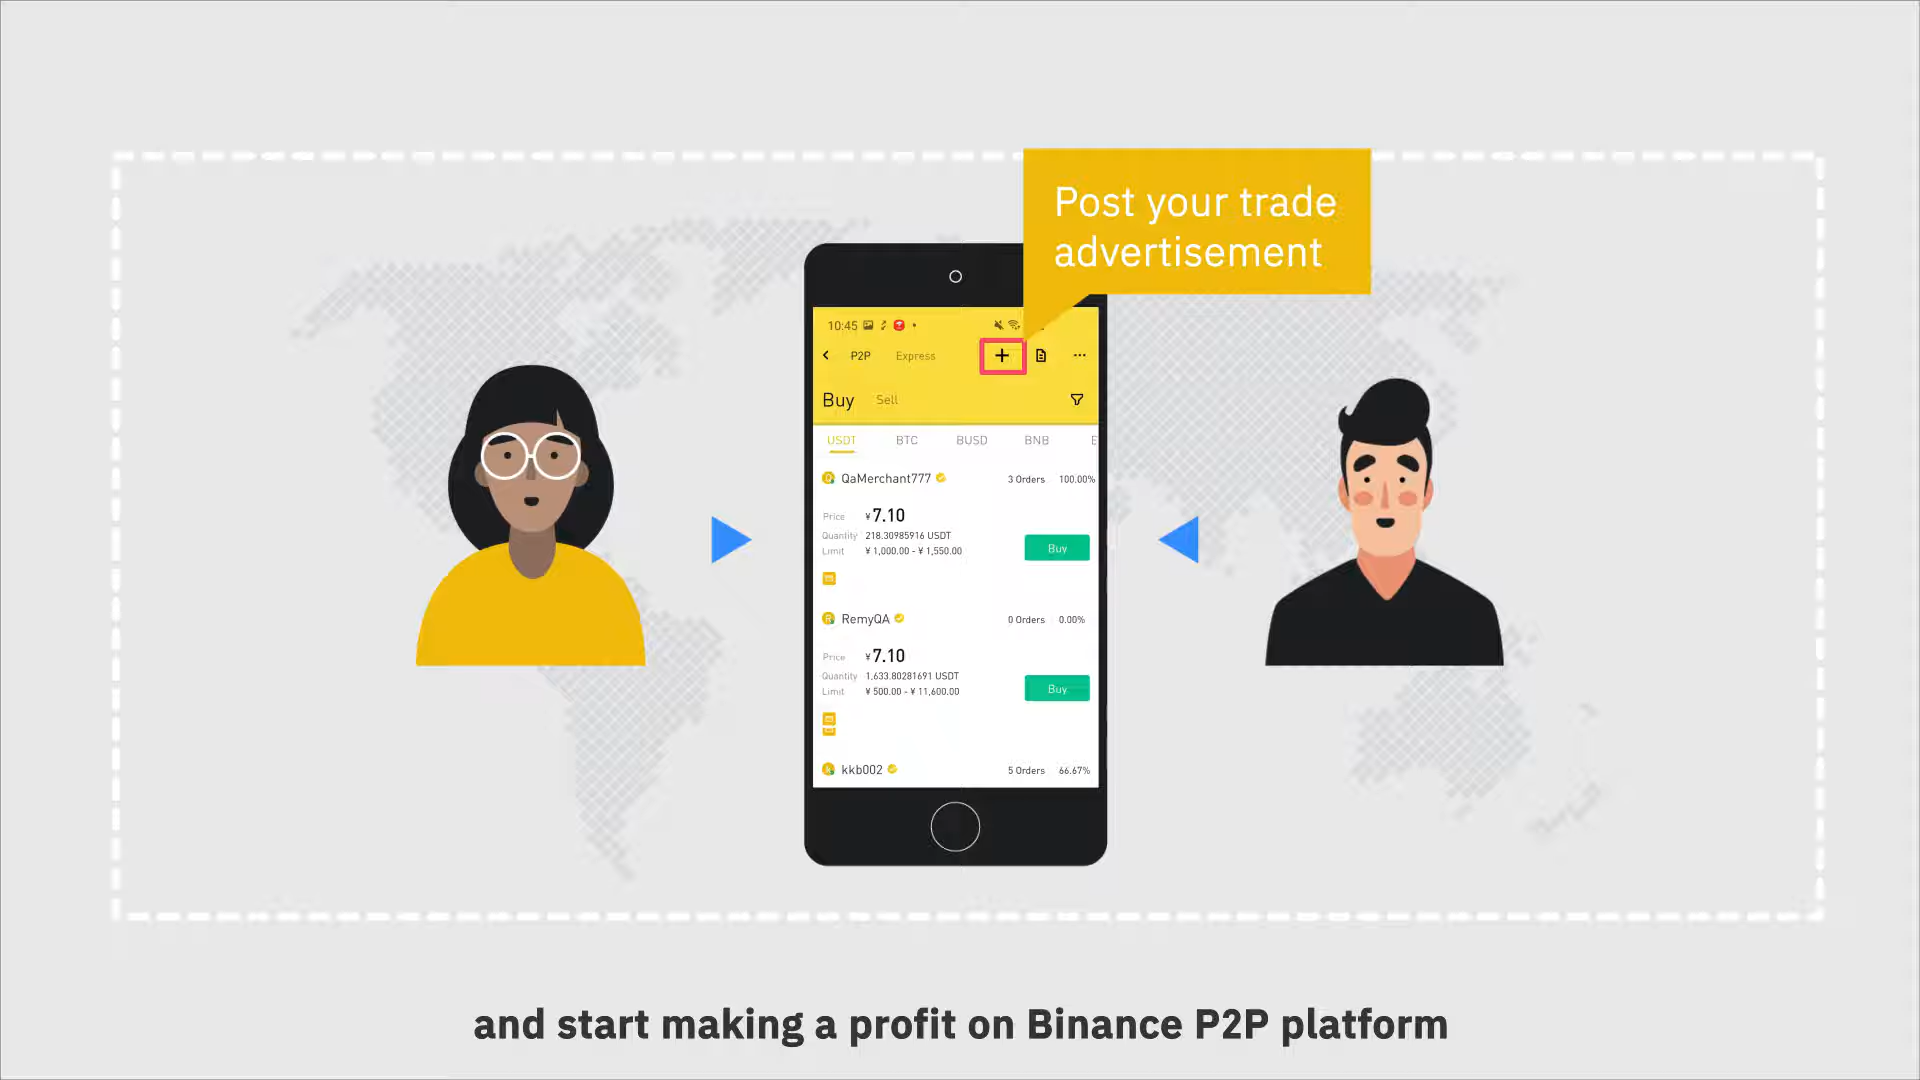 Post your trade
advertisement
10:45
P2P Express
Buy Sell
USDT BTC BUSD BNB E
QaMerchant777 3 Orders 100.00%
Price ¥ 7.10
Quantity 218.30985916 USDT
Limit ¥ 1,000.00 - ¥ 1,550.00
Buy
RemyQA 0 Orders 0.00%
Price ¥ 7.10
Quantity 1,633.80281691 USDT
Limit ¥ 500.00 - ¥ 11,600.00
Buy
kkb002 5 Orders 66.67%
and start making a profit on Binance P2P platform